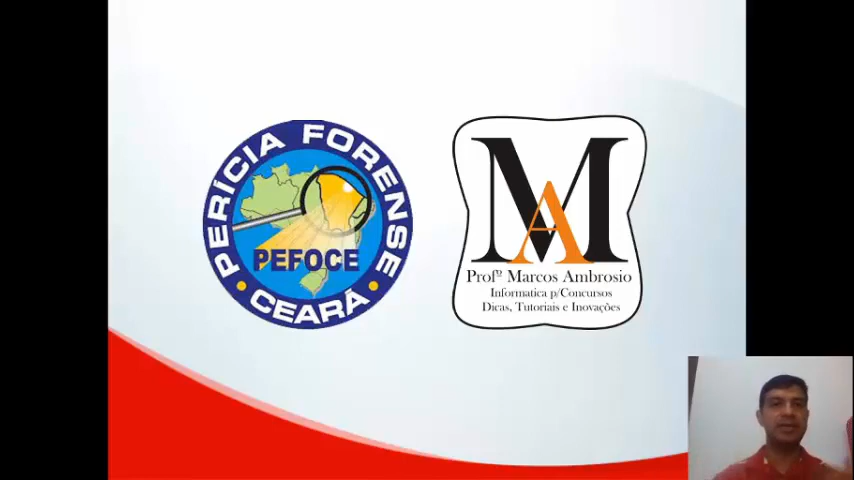 PERÍCIA FORENSE
PEFOCE
CEARÁ
MA
Profº Marcos Ambrosio
Informatica p/Concursos
Dicas, Tutoriais e Inovações